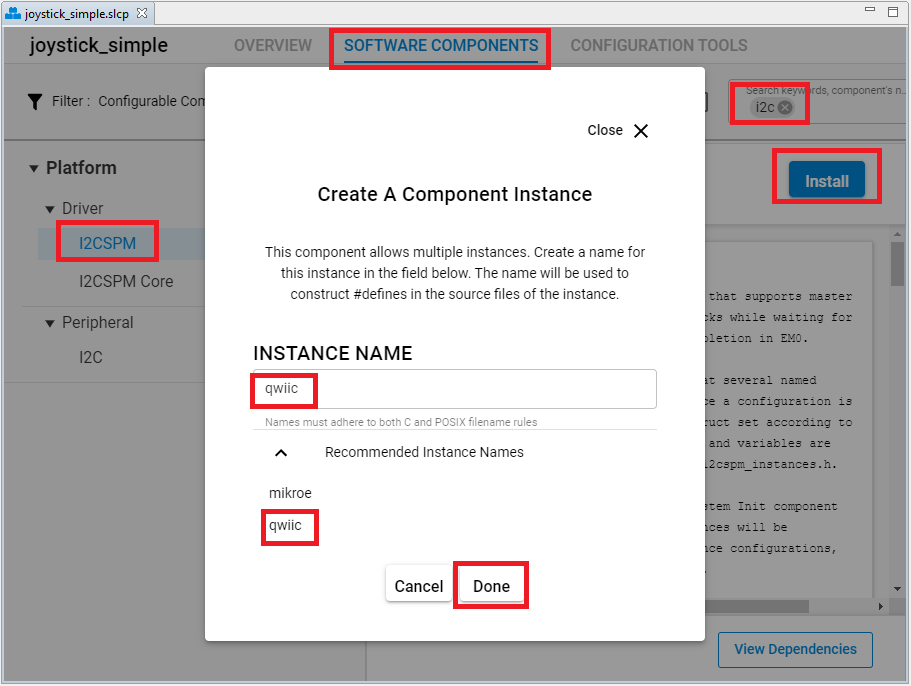 joystick_simple.slcp
joystick_simple
OVERVIEW
SOFTWARE COMPONENTS
CONFIGURATION TOOLS
Filter : Configurable Com
Search keywords, component's n..
i2c
Install
Platform
Driver
I2CSPM
I2CSPM Core
Peripheral
I2C
Close
Create A Component Instance
This component allows multiple instances. Create a name for
this instance in the field below. The name will be used to
construct #defines in the source files of the instance.
INSTANCE NAME
qwiic
Names must adhere to both C and POSIX filename rules
Recommended Instance Names
mikroe
qwiic
Cancel
Done
that supports master
cks while waiting for
pletion in EM0.
at several named
ce a configuration is
ruct set according to
and variables are
i2cspm_instances.h.
stem Init component
nces will be
nce configurations,
View Dependencies